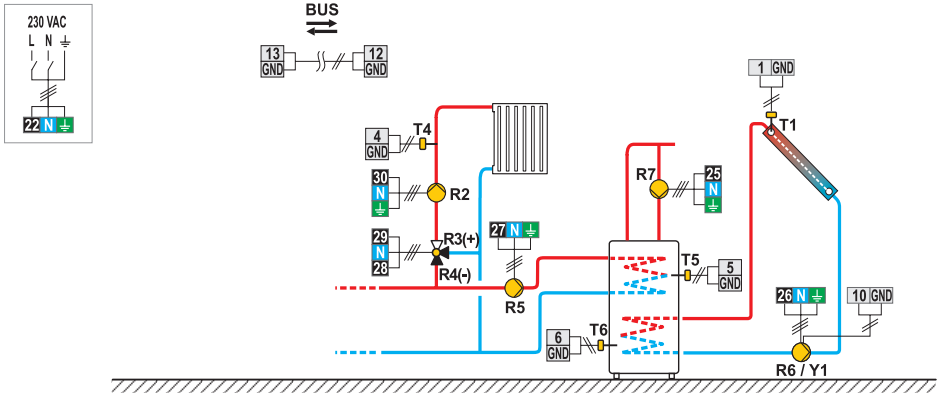 230 VAC
L N
22 N
BUS
13 GND
12 GND
4 GND
T4
30 N
R2
29 N 28
R3(+)
R4(-)
27 N
R5
R7
25 N
T5
5 GND
T6
6 GND
1 GND
T1
26 N
10 GND
R6 / Y1